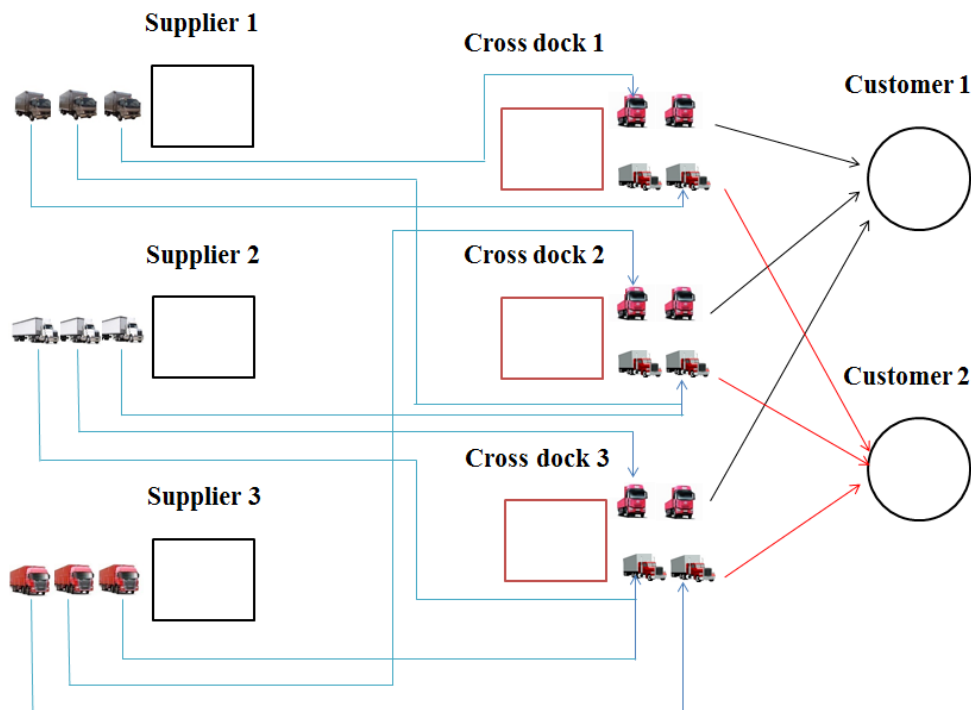 Supplier 1
Cross dock 1
Customer 1
Supplier 2
Cross dock 2
Customer 2
Cross dock 3
Supplier 3